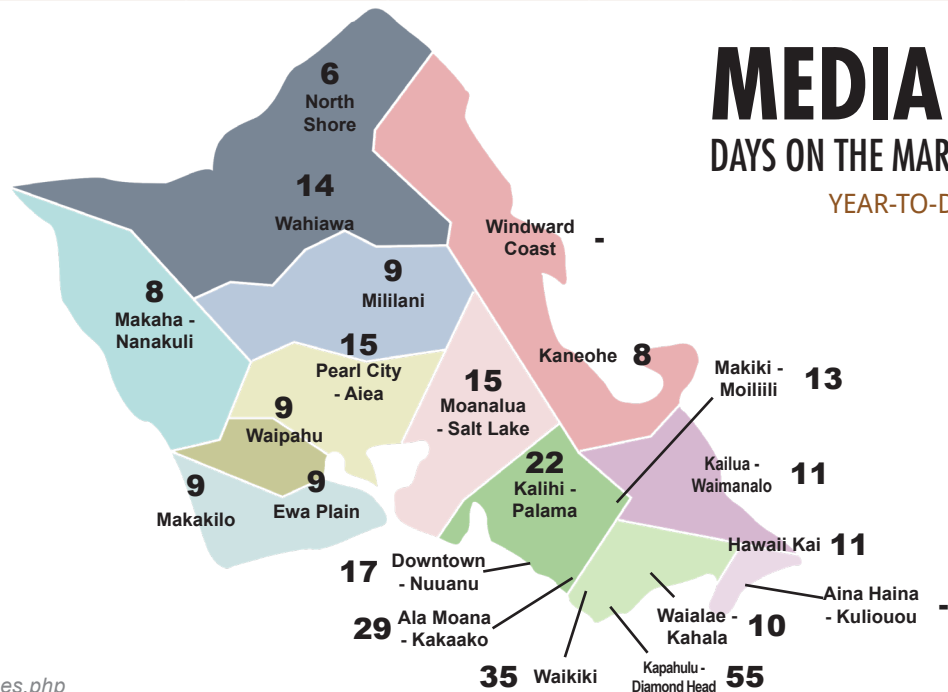 MEDIA
DAYS ON THE MAR
YEAR-TO-D
6
North
Shore
14
Wahiawa
Windward
Coast -
9
Mililani
8
Makaha -
Nanakuli
15
Pearl City
- Aiea
Kaneohe 8
15
Moanalua
- Salt Lake
Makiki -
Moiliili 13
9
Waipahu
22
Kalihi -
Palama
Kailua -
Waimanalo 11
9
Makakilo
9
Ewa Plain
Hawaii Kai 11
17 Downtown
- Nuuanu
Aina Haina
- Kuliouou -
29 Ala Moana
- Kakaako
Waialae -
Kahala 10
35 Waikiki
Kapahulu -
Diamond Head 55
es.php